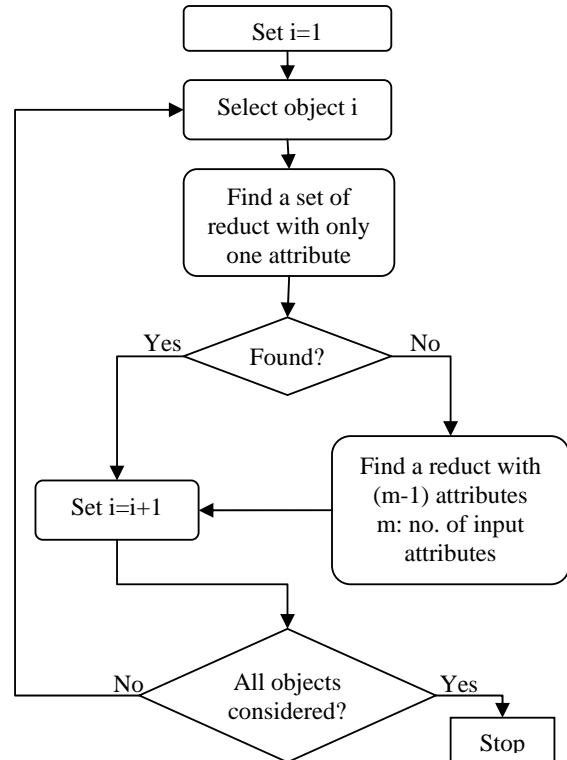 Set i=1
Select object i
Find a set of
reduct with only
one attribute
Yes
Found?
No
Find a reduct with
(m-1) attributes
m: no. of input
attributes
Set i=i+1
No
All objects
considered?
Yes
Stop